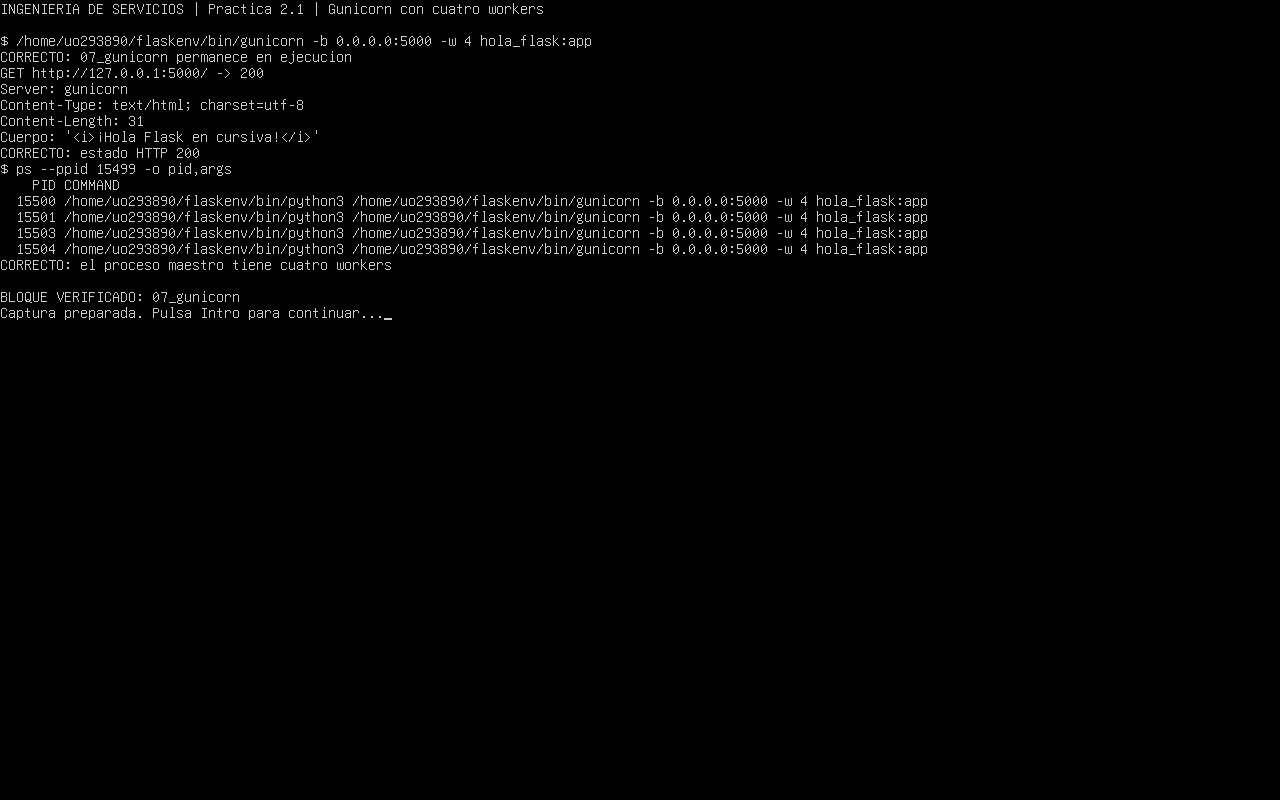 INGENIERIA DE SERVICIOS | Practica 2.1 | Gunicorn con cuatro workers
$ /home/uo293890/flaskenv/bin/gunicorn -b 0.0.0.0:5000 -w 4 hola_flask:app
CORRECTO: 07_gunicorn permanece en ejecucion
GET http://127.0.0.1:5000/ -> 200
Server: gunicorn
Content-Type: text/html; charset=utf-8
Content-Length: 31
Cuerpo: '<i>¡Hola Flask en cursiva!</i>'
CORRECTO: estado HTTP 200
$ ps --ppid 15499 -o pid,args
    PID COMMAND
  15500 /home/uo293890/flaskenv/bin/python3 /home/uo293890/flaskenv/bin/gunicorn -b 0.0.0.0:5000 -w 4 hola_flask:app
  15501 /home/uo293890/flaskenv/bin/python3 /home/uo293890/flaskenv/bin/gunicorn -b 0.0.0.0:5000 -w 4 hola_flask:app
  15503 /home/uo293890/flaskenv/bin/python3 /home/uo293890/flaskenv/bin/gunicorn -b 0.0.0.0:5000 -w 4 hola_flask:app
  15504 /home/uo293890/flaskenv/bin/python3 /home/uo293890/flaskenv/bin/gunicorn -b 0.0.0.0:5000 -w 4 hola_flask:app
CORRECTO: el proceso maestro tiene cuatro workers
BLOQUE VERIFICADO: 07_gunicorn
Captura preparada. Pulsa Intro para continuar..._